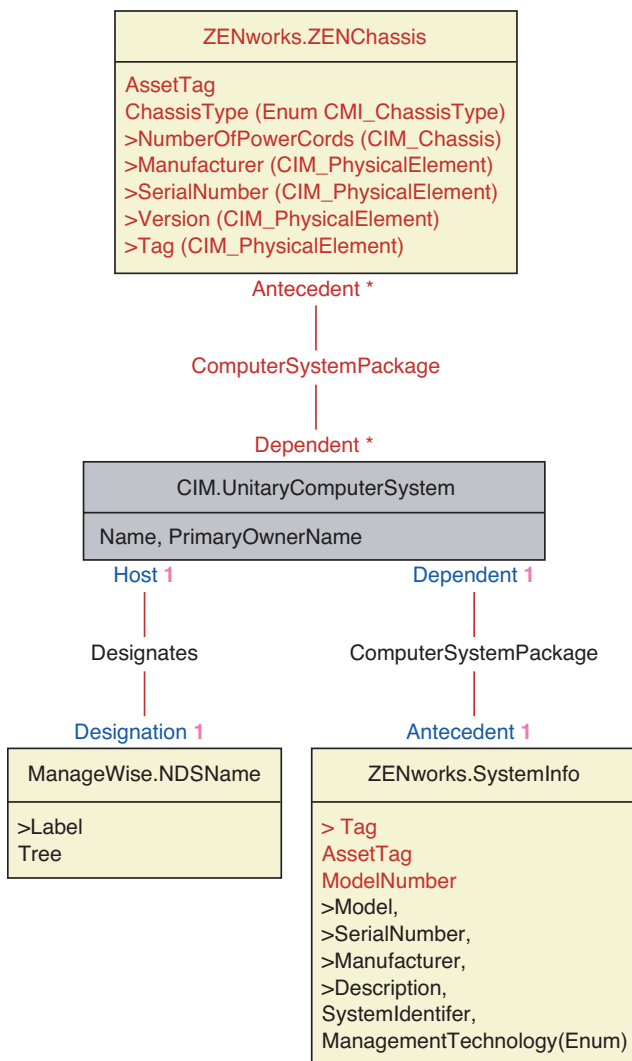 ZENworks.ZENChassis
AssetTag
ChassisType (Enum CMI_ChassisType)
>NumberOfPowerCords (CIM_Chassis)
>Manufacturer (CIM_PhysicalElement)
>SerialNumber (CIM_PhysicalElement)
>Version (CIM_PhysicalElement)
>Tag (CIM_PhysicalElement)
Antecedent *
ComputerSystemPackage
Dependent *
CIM.UnitaryComputerSystem
Name, PrimaryOwnerName
Host 1
Dependent 1
Designates
ComputerSystemPackage
Designation 1
Antecedent 1
ManageWise.NDSName
>Label
Tree
ZENworks.SystemInfo
> Tag
AssetTag
ModelNumber
>Model,
>SerialNumber,
>Manufacturer,
>Description,
SystemIdentifer,
ManagementTechnology(Enum)